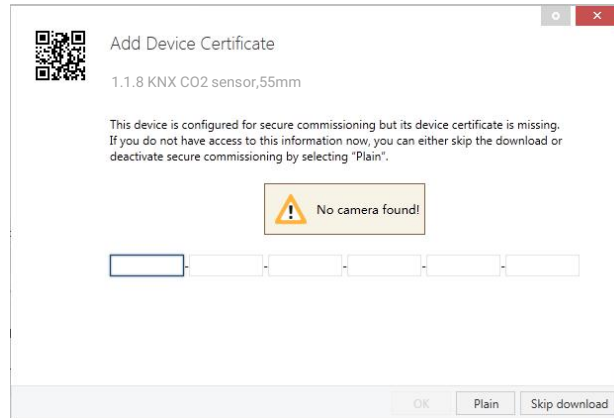 Add Device Certificate
1.1.8 KNX CO2 sensor,55mm
This device is configured for secure commissioning but its device certificate is missing.
If you do not have access to this information now, you can either skip the download or
deactivate secure commissioning by selecting "Plain".
No camera found!
- - - - -
OK Plain Skip download